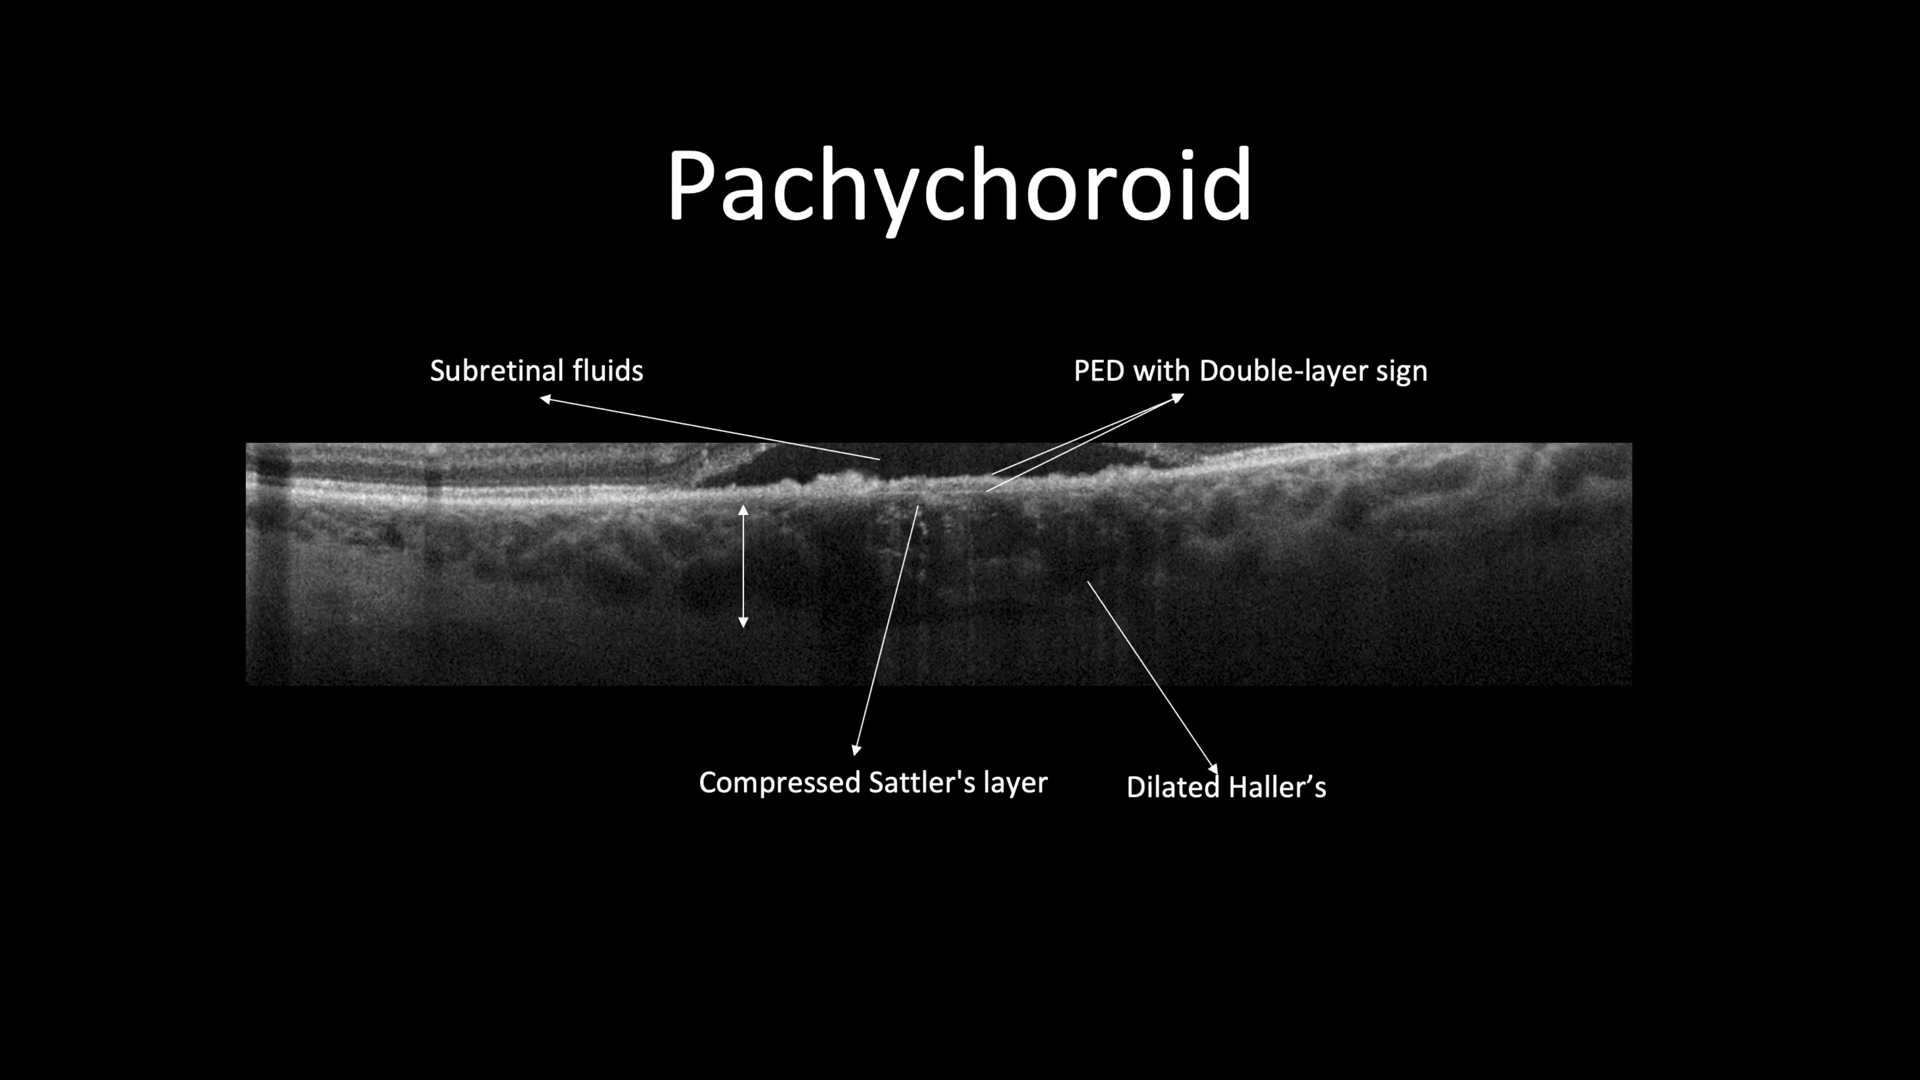 Pachychoroid
Subretinal fluids
PED with Double-layer sign
Compressed Sattler's layer
Dilated Haller’s